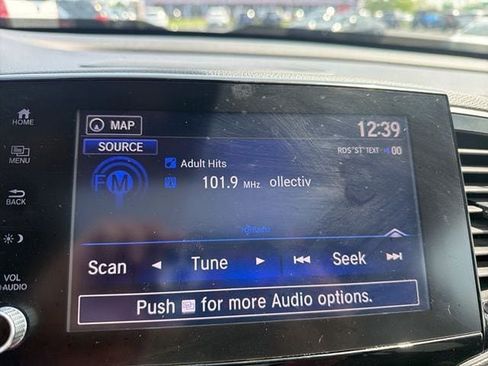 MAP
12:39
SOURCE
RDS "ST" TEXT 00
HOME
Adult Hits
FM
101.9 MHz ollectiv
MENU
BACK
Scan Tune Seek
VOL
AUDIO
Push for more Audio options.